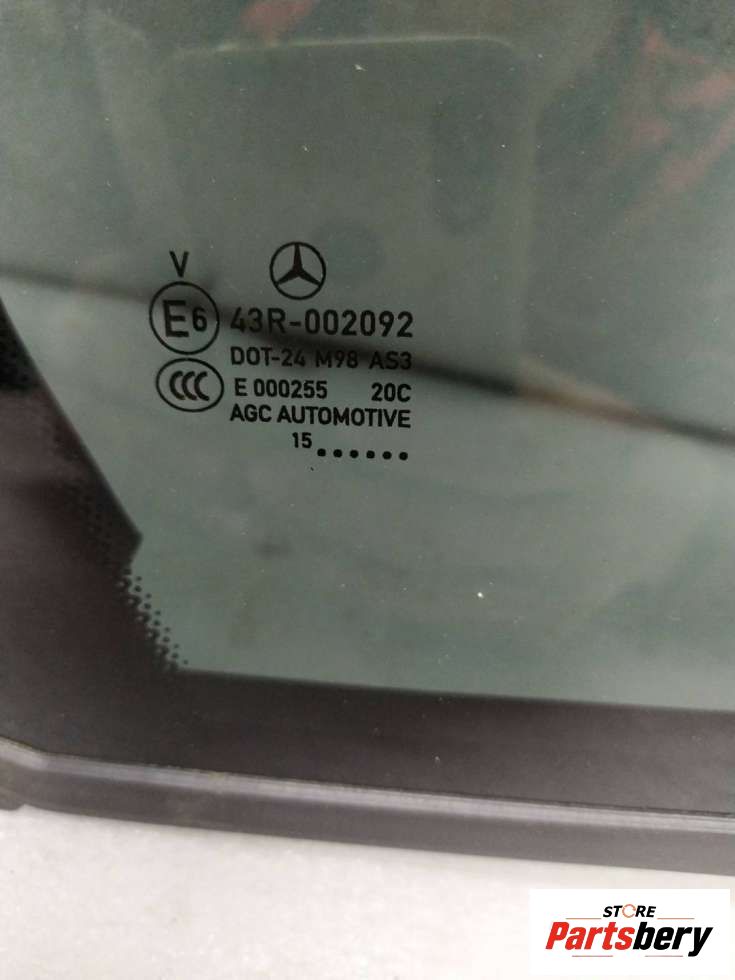 V
E6 43R-002092
DOT-24 M98 AS3
CCC E 000255 20C
AGC AUTOMOTIVE
15 ......
STORE
Partsbery